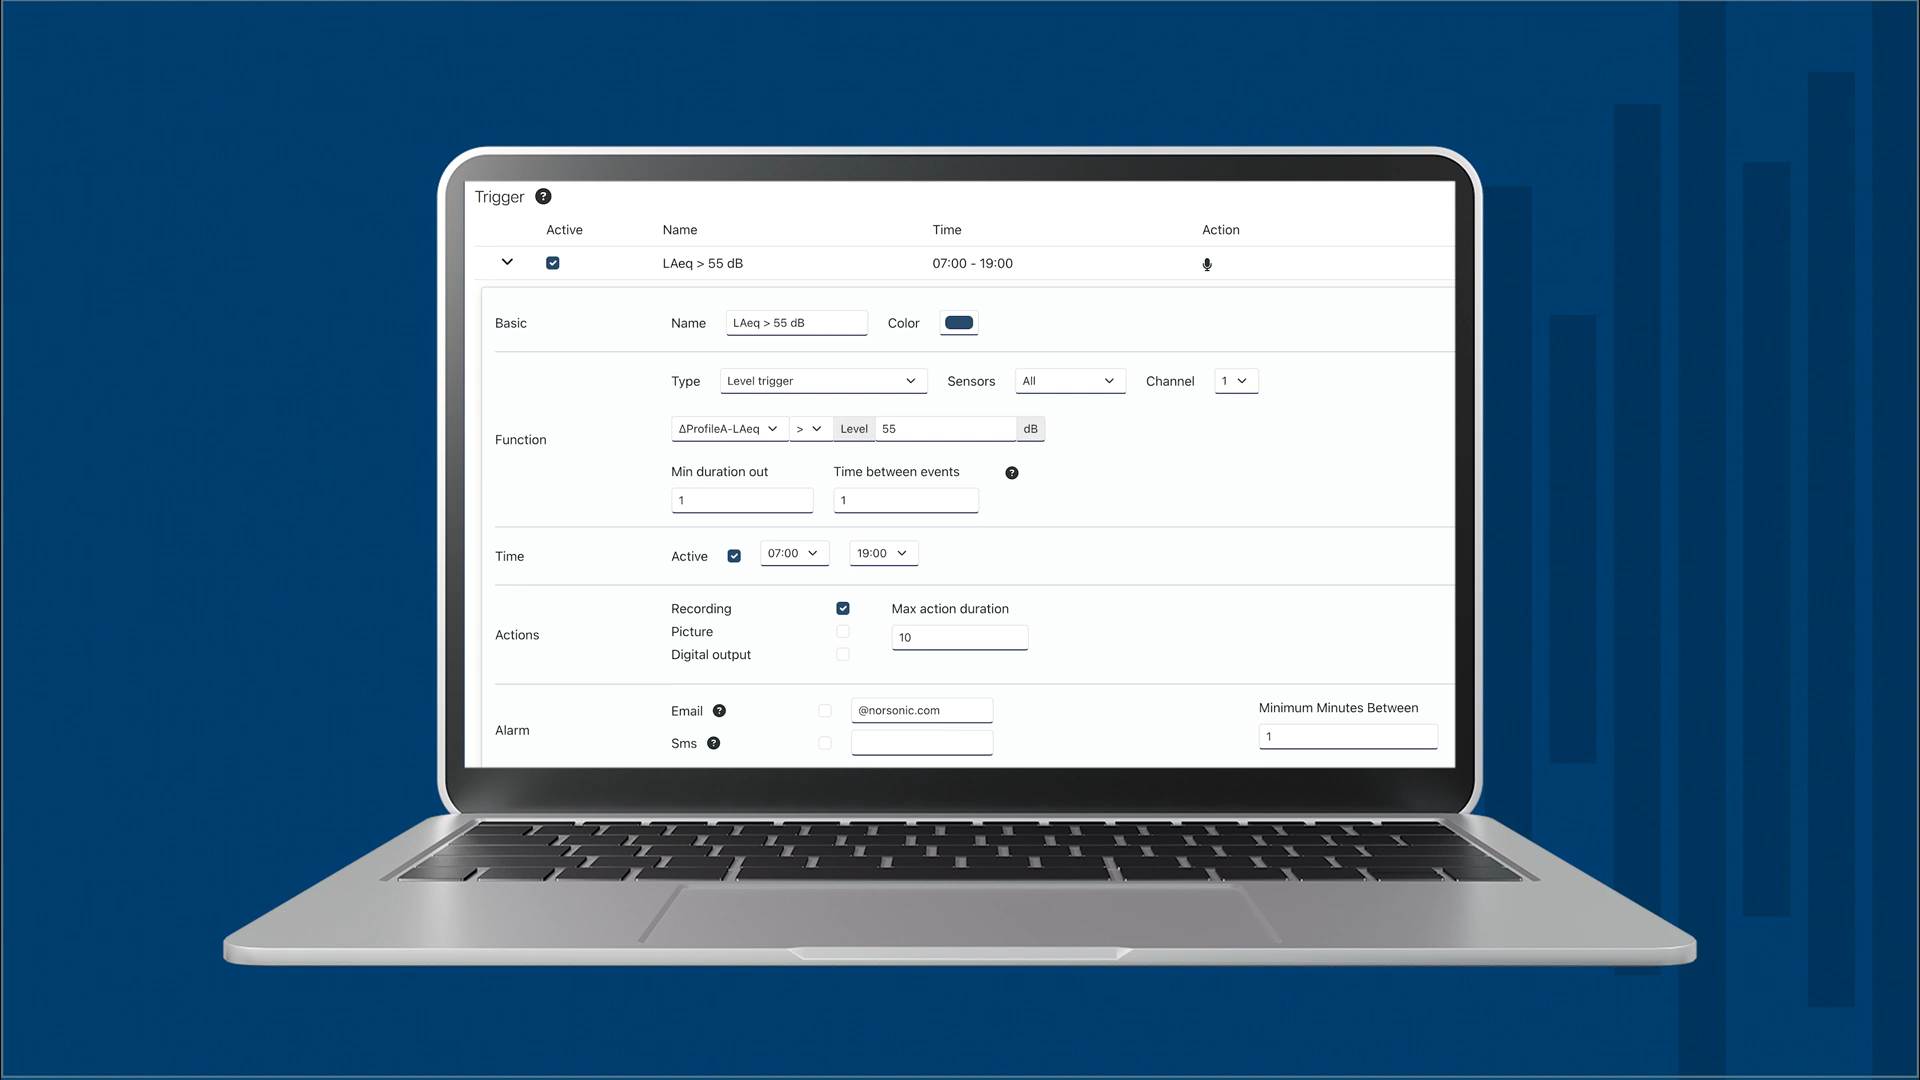 Trigger ?
Active Name Time Action
LAeq > 55 dB 07:00 - 19:00
Basic Name LAeq > 55 dB Color
Type Level trigger Sensors All Channel 1
Function ΔProfileA-LAeq > Level 55 dB
Min duration out Time between events ?
1 1
Time Active 07:00 19:00
Recording Max action duration
Picture 10
Actions
Digital output
Email ? @norsonic.com Minimum Minutes Between
Alarm 1
Sms ?